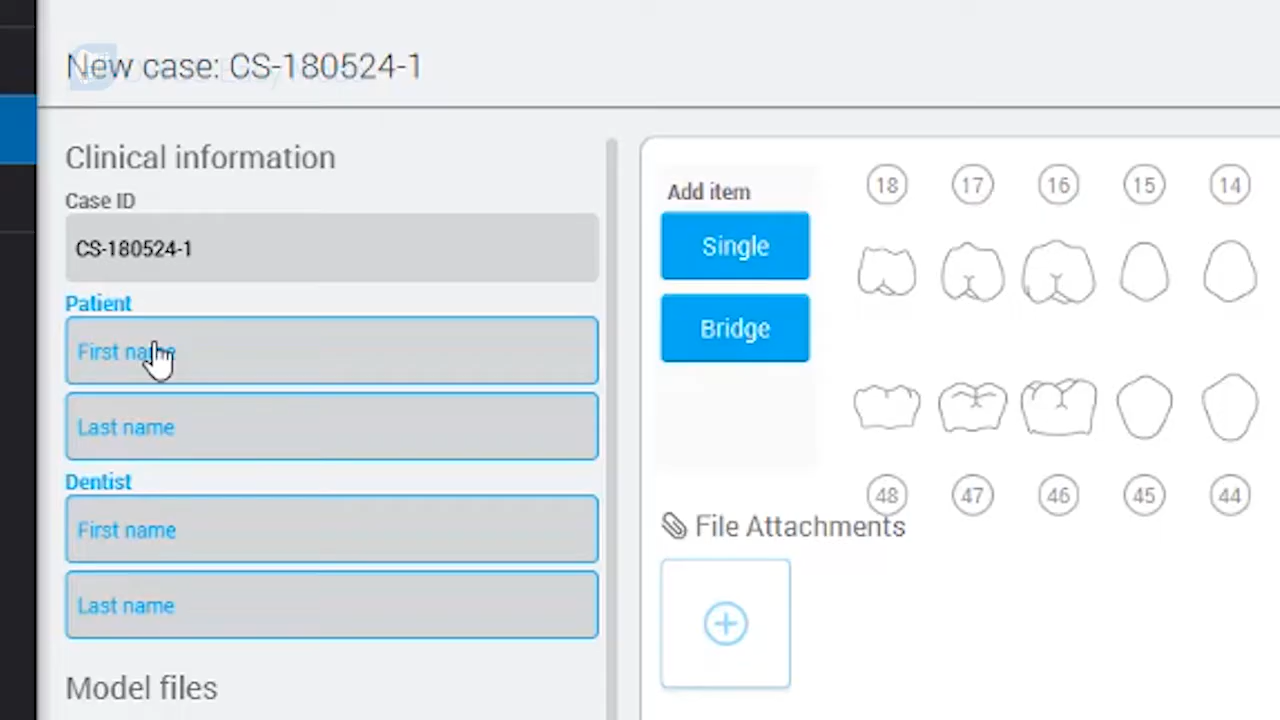 New case: CS-180524-1
Clinical information
Case ID
CS-180524-1
Patient
First name
Last name
Dentist
First name
Last name
Model files
Add item
Single
Bridge
18 17 16 15 14
48 47 46 45 44
File Attachments